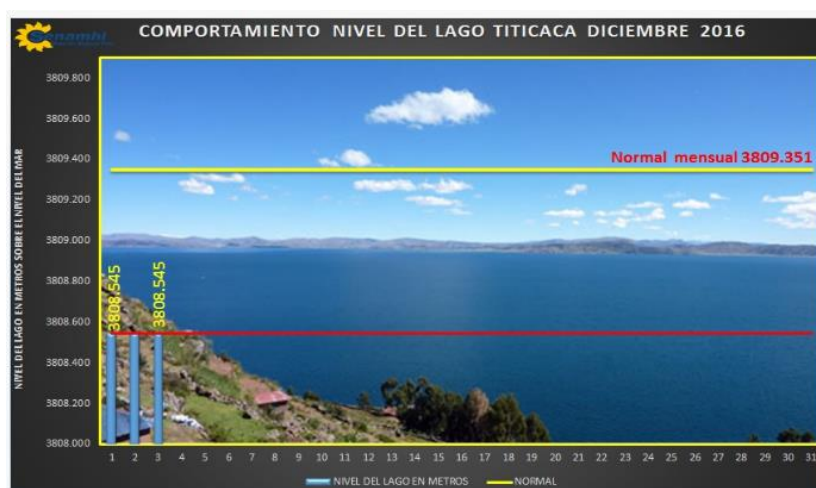 Senamhi
COMPORTAMIENTO NIVEL DEL LAGO TITICACA DICIEMBRE 2016
NIVEL DEL LAGO EN METROS SOBRE EL NIVEL DEL MAR
3809.800
3809.600
3809.400
3809.200
3809.000
3808.800
3808.600
3808.400
3808.200
3808.000
Normal mensual 3809.351
3808.545
3808.545
1 2 3 4 5 6 7 8 9 10 11 12 13 14 15 16 17 18 19 20 21 22 23 24 25 26 27 28 29 30 31
NIVEL DEL LAGO EN METROS NORMAL